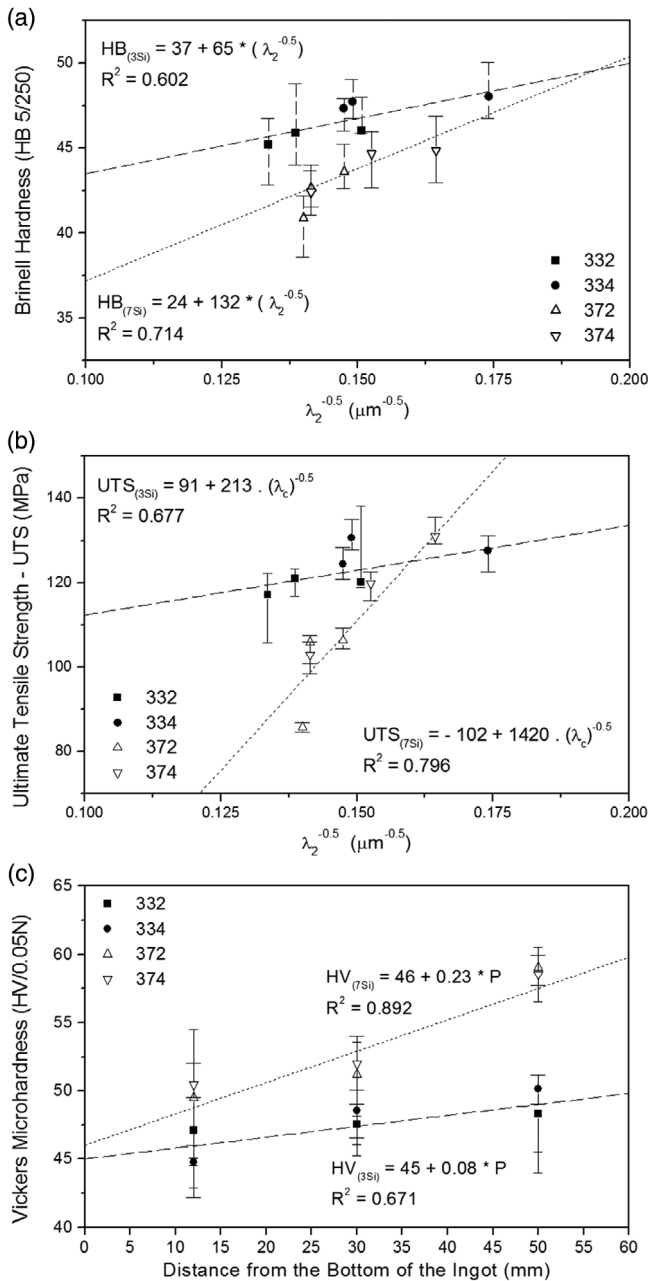 (a)
HB(3Si) = 37 + 65 * ( λ2^-0.5)
R² = 0.602
HB(7Si) = 24 + 132 * ( λ2^-0.5)
R² = 0.714
332
334
372
374
50
45
40
35
Brinell Hardness (HB 5/250)
0.100 0.125 0.150 0.175 0.200
λ2^-0.5 (μm^-0.5)
(b)
UTS(3Si) = 91 + 213 . (λc)^-0.5
R² = 0.677
332
334
372
374
UTS(7Si) = - 102 + 1420 . (λc)^-0.5
R² = 0.796
140
120
100
80
Ultimate Tensile Strength - UTS (MPa)
0.100 0.125 0.150 0.175 0.200
λ2^-0.5 (μm^-0.5)
(c)
332
334
372
374
HV(7Si) = 46 + 0.23 * P
R² = 0.892
HV(3Si) = 45 + 0.08 * P
R² = 0.671
65
60
55
50
45
40
Vickers Microhardness (HV/0.05N)
0 5 10 15 20 25 30 35 40 45 50 55 60
Distance from the Bottom of the Ingot (mm)